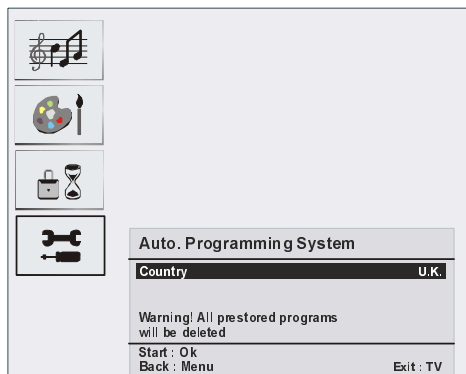 Auto. Programming System
Country U.K.
Warning! All prestored programs
will be deleted
Start : Ok
Back : Menu Exit : TV